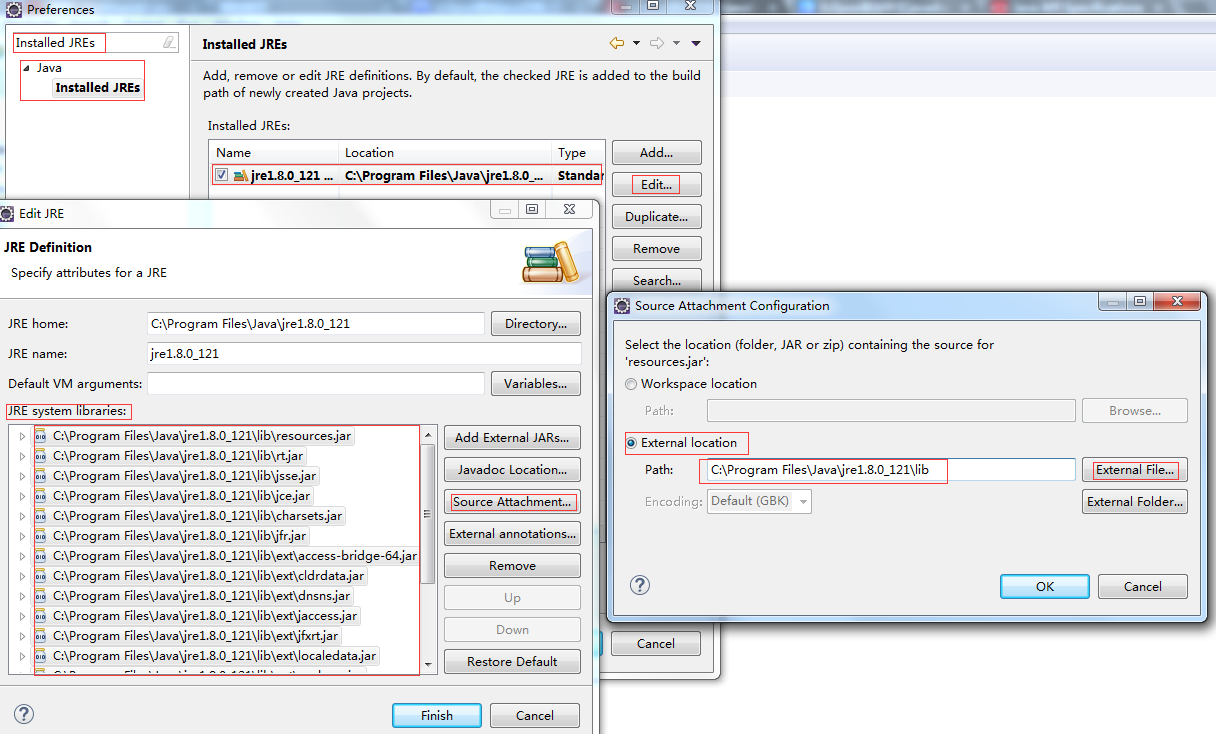 Preferences
Installed JREs
Java
Installed JREs
Installed JREs
Add, remove or edit JRE definitions. By default, the checked JRE is added to the build
path of newly created Java projects.
Installed JREs:
Name Location Type
jre1.8.0_121 ... C:\Program Files\Java\jre1.8.0_... Standar
Add...
Edit...
Duplicate...
Remove
Search...
Cancel
Edit JRE
JRE Definition
Specify attributes for a JRE
JRE home: C:\Program Files\Java\jre1.8.0_121 Directory...
JRE name: jre1.8.0_121
Default VM arguments: Variables...
JRE system libraries:
C:\Program Files\Java\jre1.8.0_121\lib\resources.jar
C:\Program Files\Java\jre1.8.0_121\lib\rt.jar
C:\Program Files\Java\jre1.8.0_121\lib\jsse.jar
C:\Program Files\Java\jre1.8.0_121\lib\jce.jar
C:\Program Files\Java\jre1.8.0_121\lib\charsets.jar
C:\Program Files\Java\jre1.8.0_121\lib\jfr.jar
C:\Program Files\Java\jre1.8.0_121\lib\ext\access-bridge-64.jar
C:\Program Files\Java\jre1.8.0_121\lib\ext\cldrdata.jar
C:\Program Files\Java\jre1.8.0_121\lib\ext\dnsns.jar
C:\Program Files\Java\jre1.8.0_121\lib\ext\jaccess.jar
C:\Program Files\Java\jre1.8.0_121\lib\ext\jfxrt.jar
C:\Program Files\Java\jre1.8.0_121\lib\ext\localedata.jar
Add External JARs...
Javadoc Location...
Source Attachment...
External annotations...
Remove
Up
Down
Restore Default
Finish
Cancel
Source Attachment Configuration
Select the location (folder, JAR or zip) containing the source for
'resources.jar':
Workspace location
Path: Browse...
External location
Path: C:\Program Files\Java\jre1.8.0_121\lib External File...
Encoding: Default (GBK) External Folder...
OK
Cancel